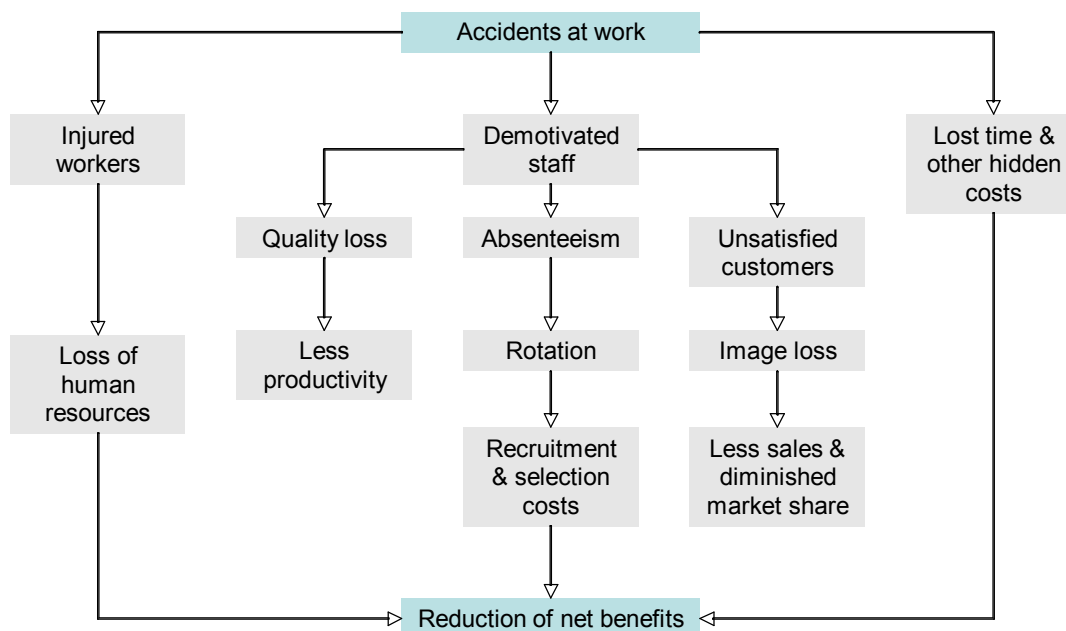 Accidents at work
Injured
workers
Demotivated
staff
Lost time &
other hidden
costs
Quality loss
Absenteeism
Unsatisfied
customers
Loss of
human
resources
Less
productivity
Rotation
Image loss
Recruitment
& selection
costs
Less sales &
diminished
market share
Reduction of net benefits